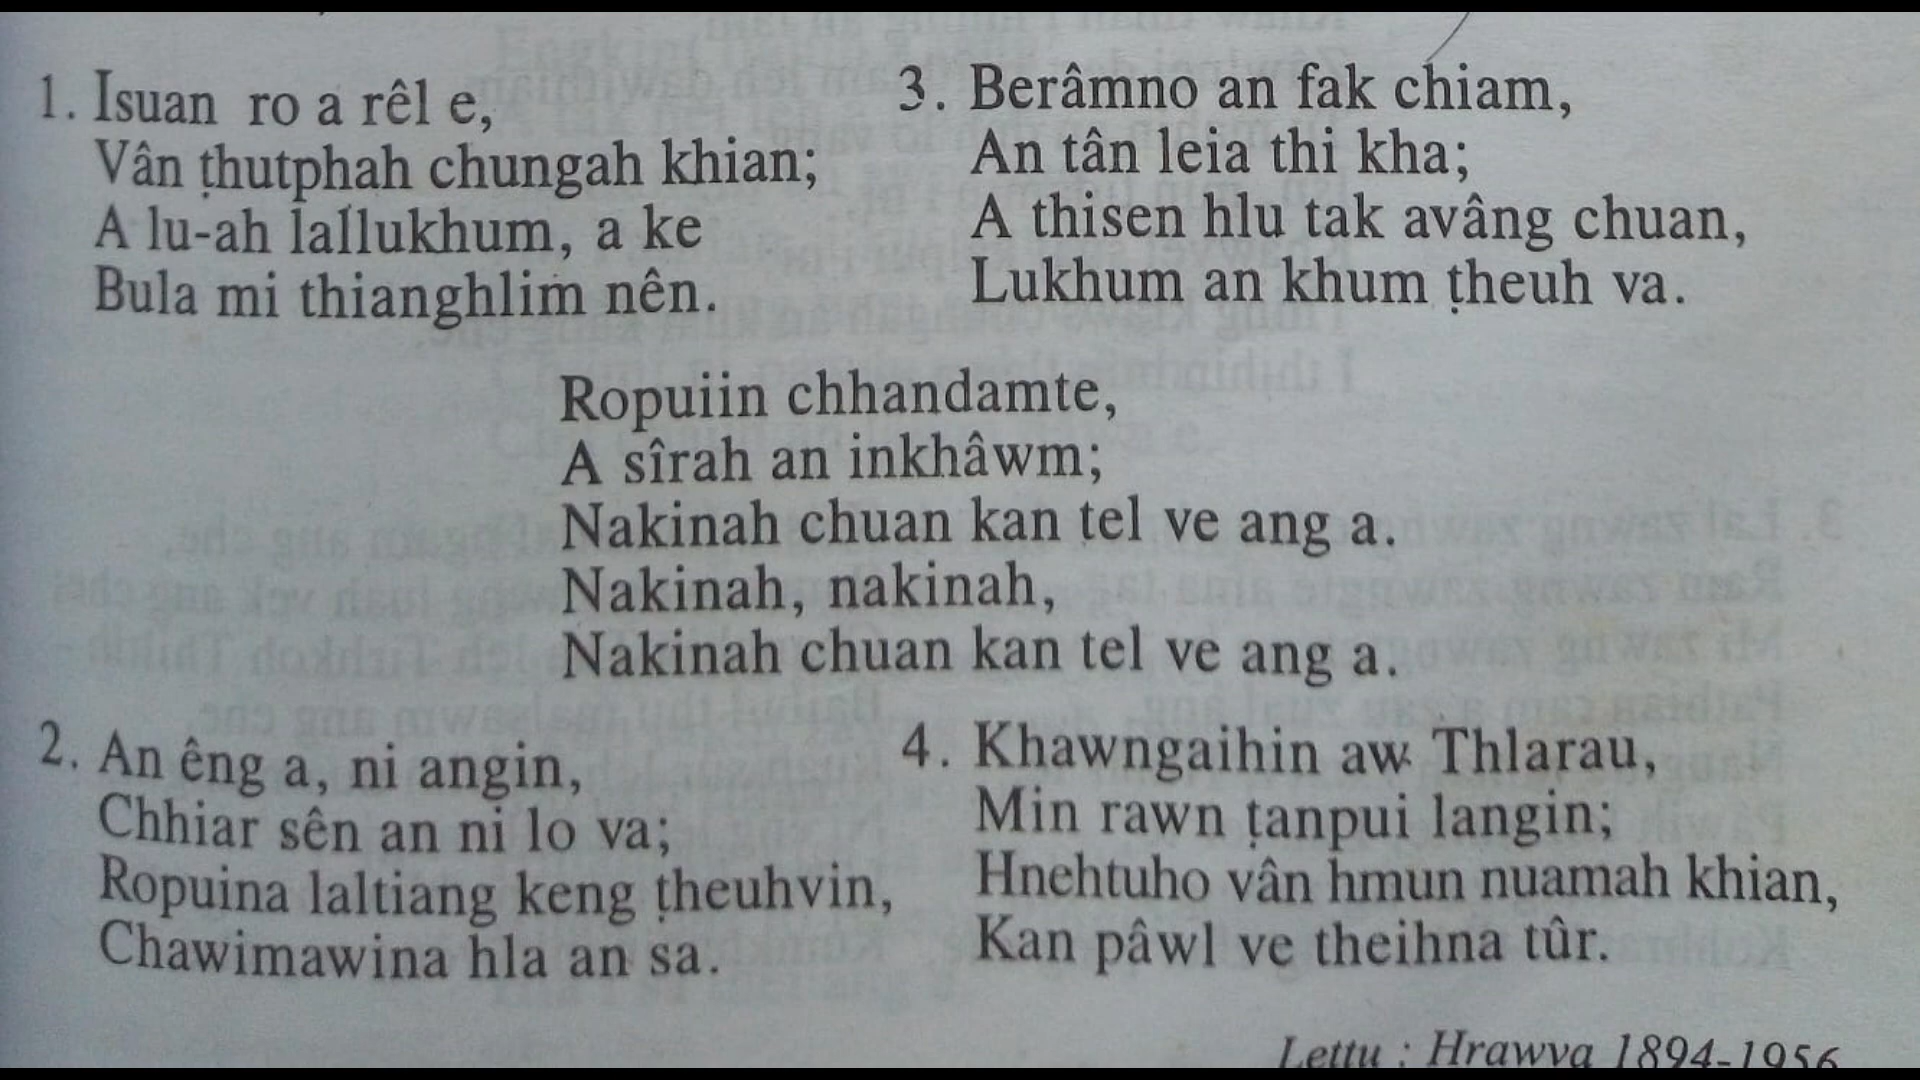 1. Isuan ro a rêl e,
Vân ṭhutphah chungah khian;
A lu-ah lallukhum, a ke
Bula mi thianghlim nên.
3. Berâmno an fak chiam,
An tân leia thi kha;
A thisen hlu tak avâng chuan,
Lukhum an khum ṭheuh va.
Ropuiin chhandamte,
A sîrah an inkhâwm;
Nakinah chuan kan tel ve ang a.
Nakinah, nakinah,
Nakinah chuan kan tel ve ang a.
2. An êng a, ni angin,
Chhiar sên an ni lo va;
Ropuina laltiang keng ṭheuhvin,
Chawimawina hla an sa.
4. Khawngaihin aw Thlarau,
Min rawn ṭanpui langin;
Hnehtuho vân hmun nuamah khian,
Kan pâwl ve theihna tûr.
Lettu : Hrawva 1894-1956